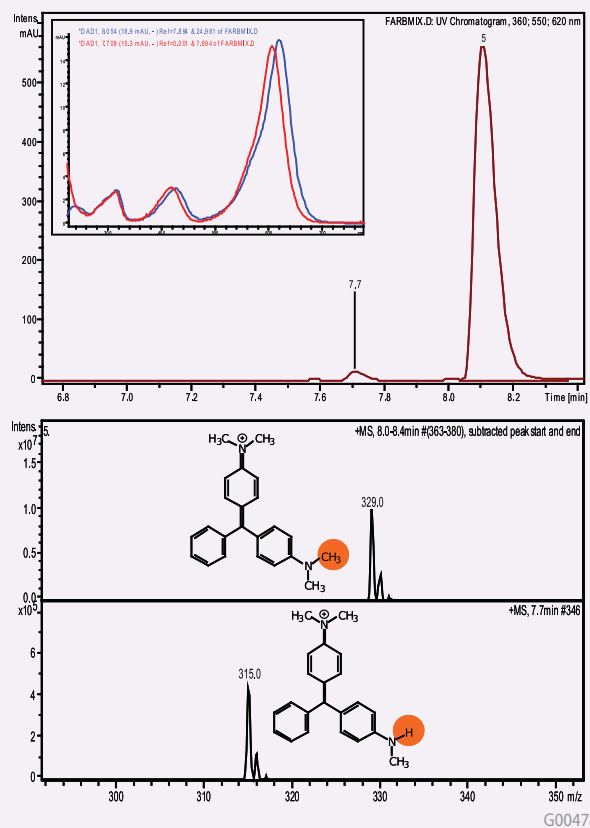 Intens.
mAU
FARBMIX.D: UV Chromatogram, 360; 550; 620 nm
5
500
400
300
200
100
0
7.7
6.8 7.0 7.2 7.4 7.6 7.8 8.0 8.2 Time [min]
mAU
Intens.
x10⁷
5.
+MS, 8.0-8.4min #(363-380), subtracted peak start and end
1.5
1.0
0.5
0.0
329.0
H₃C N CH₃
⊕
CH₃
N
CH₃
x10⁵
+MS, 7.7min #346
6
4
2
0
315.0
H₃C N CH₃
⊕
H
N
CH₃
300 310 320 330 340 350 m/z